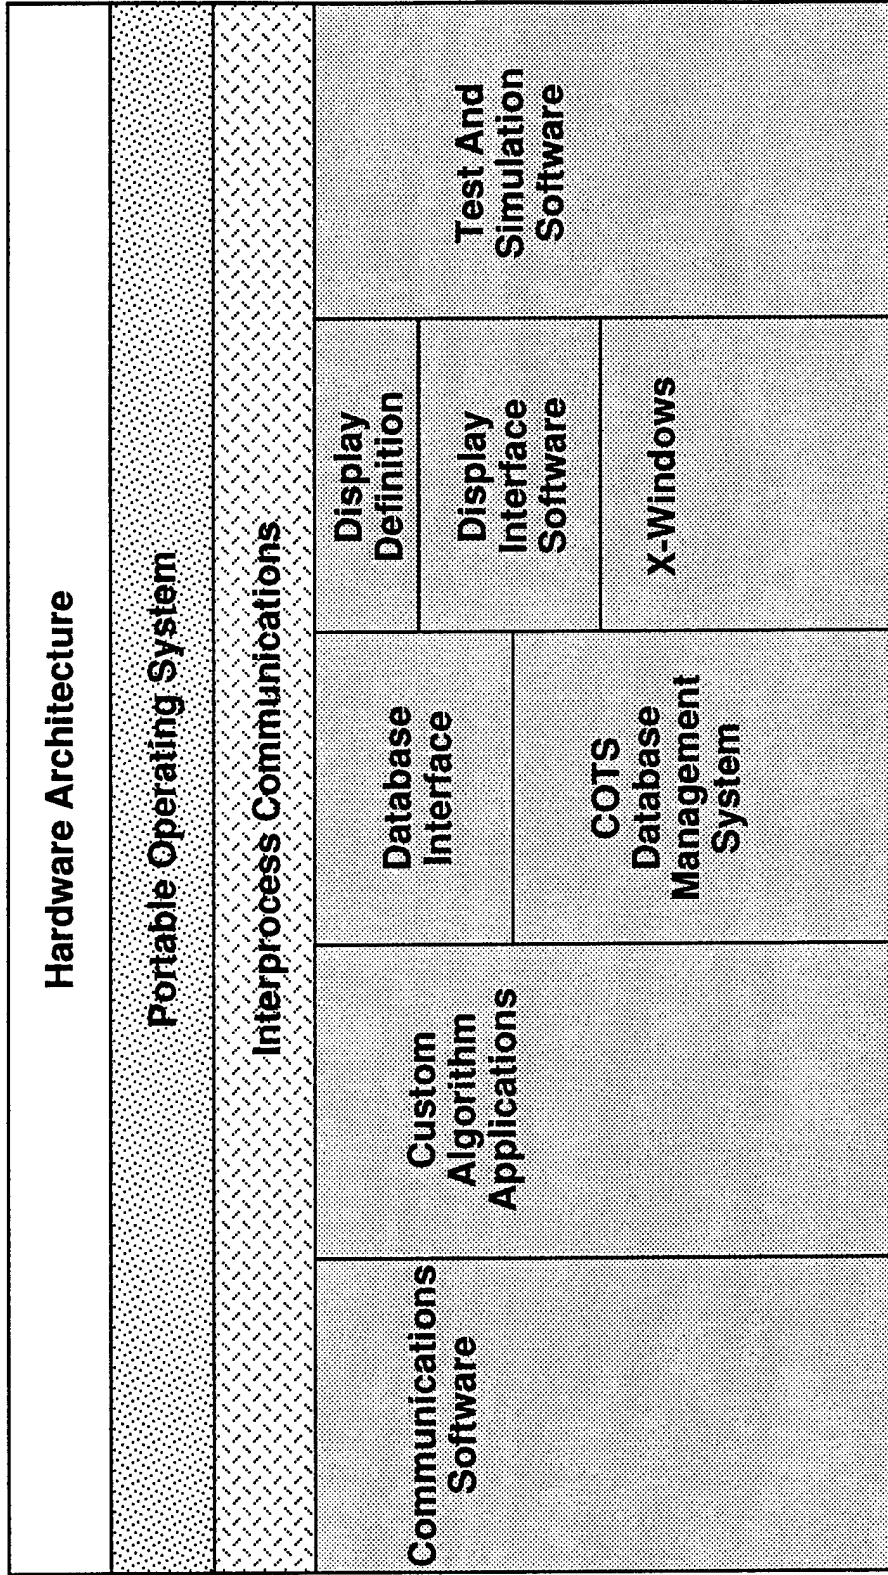 Hardware Architecture
Portable Operating System
Interprocess Communications
Communications
Software
Custom
Algorithm
Applications
Database
Interface
COTS
Database
Management
System
Display
Definition
Display
Interface
Software
X-Windows
Test And
Simulation
Software